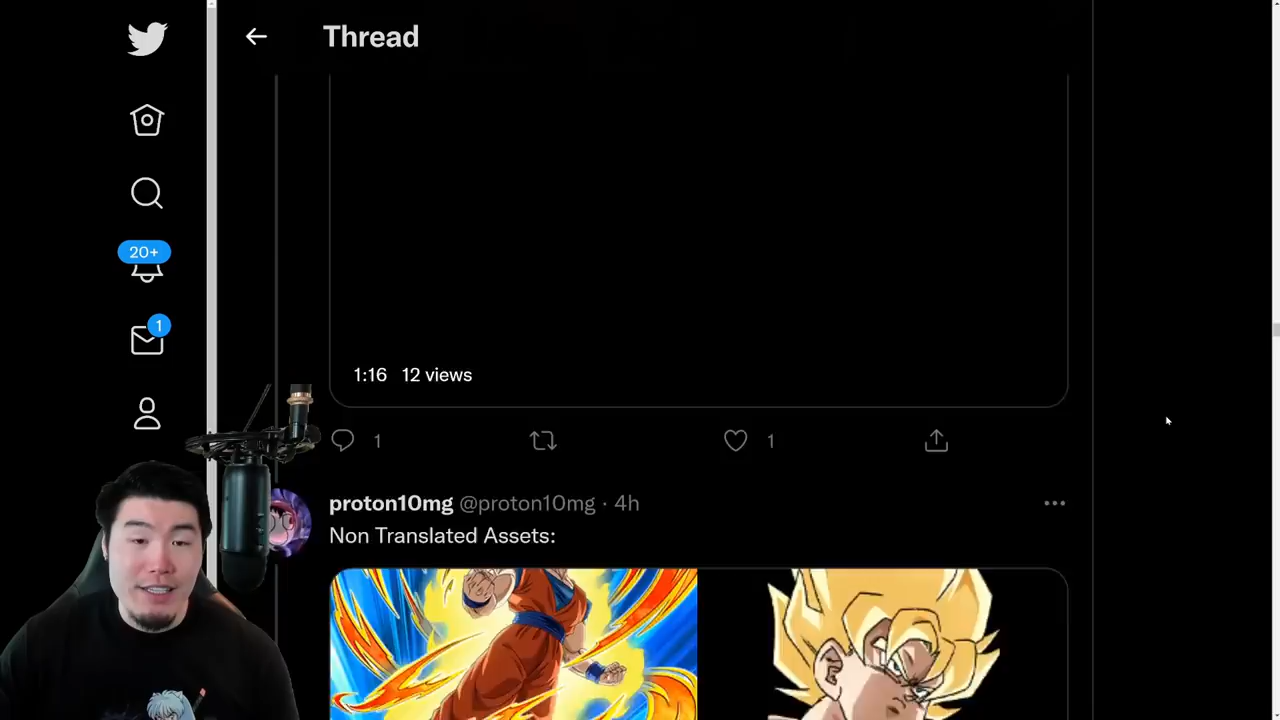 Thread
20+
1
1:16 12 views
1 1
proton10mg @proton10mg · 4h
Non Translated Assets: